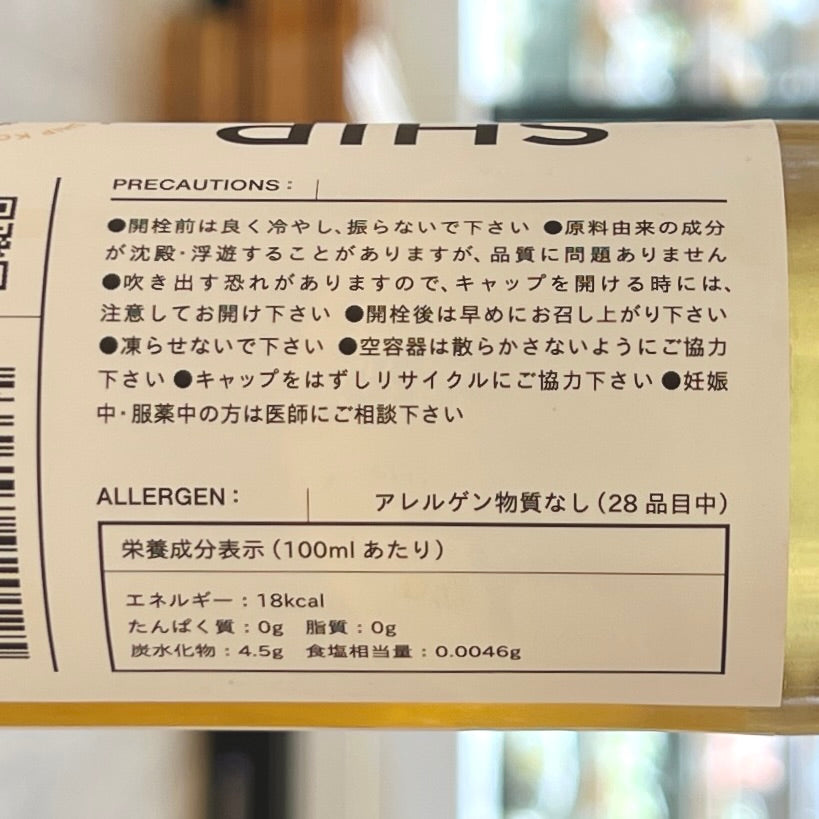 SHIP
PRECAUTIONS :
●開栓前は良く冷やし、振らないで下さい ●原料由来の成分
が沈殿・浮遊することがありますが、品質に問題ありません
●吹き出す恐れがありますので、キャップを開ける時には、
注意してお開け下さい ●開栓後は早めにお召し上がり下さい
●凍らせないで下さい ●空容器は散らかさないようにご協力
下さい ●キャップをはずしリサイクルにご協力下さい ●妊娠
中・服薬中の方は医師にご相談下さい
ALLERGEN : アレルゲン物質なし（28 品目中）
栄養成分表示（100ml あたり）
エネルギー : 18kcal
たんぱく質 : 0g 脂質 : 0g
炭水化物 : 4.5g 食塩相当量 : 0.0046g